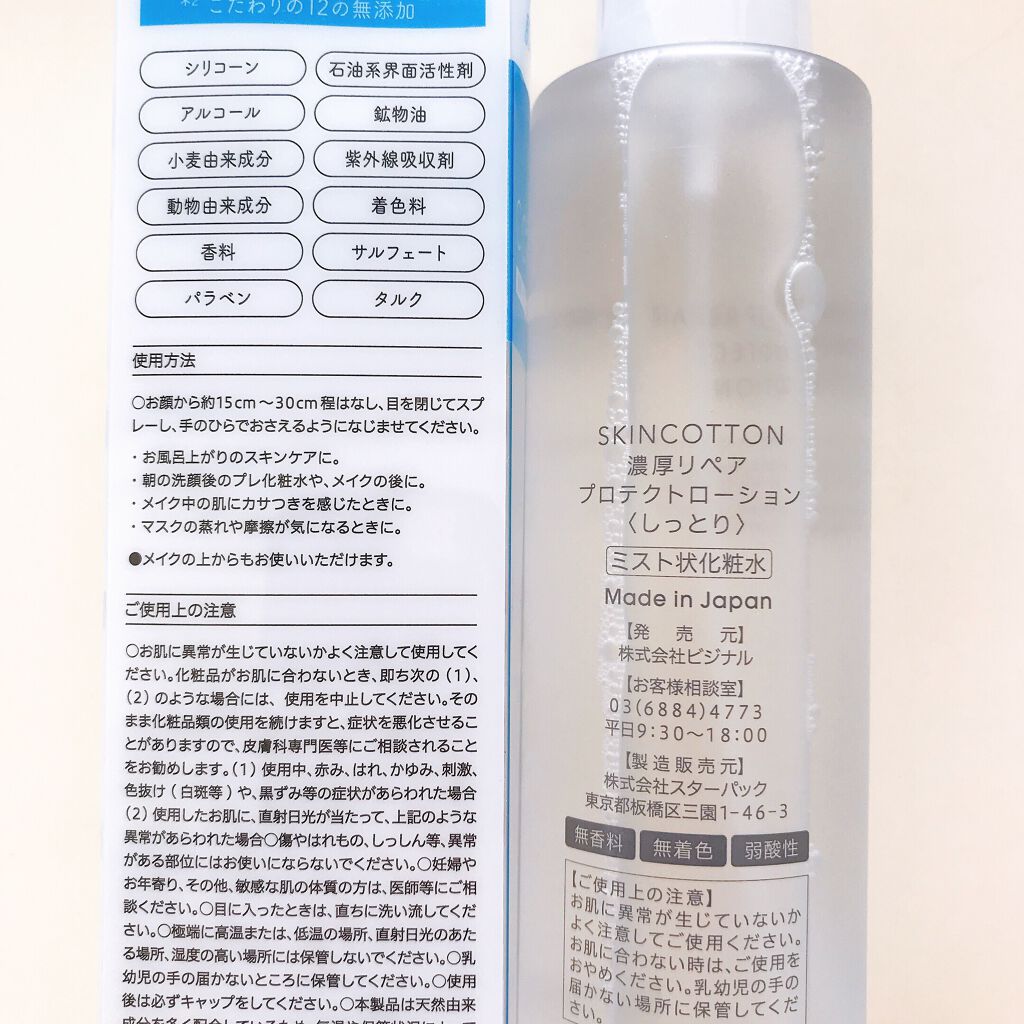 ※2 こだわりの12の無添加
シリコーン
石油系界面活性剤
アルコール
鉱物油
小麦由来成分
紫外線吸収剤
動物由来成分
着色料
香料
サルフェート
パラベン
タルク
使用方法
○お顔から約15cm〜30cm程はなし、目を閉じてスプ
レーし、手のひらでおさえるようになじませてください。
・お風呂上がりのスキンケアに。
・朝の洗顔後のプレ化粧水や、メイクの後に。
・メイク中の肌にカサつきを感じたときに。
・マスクの蒸れや摩擦が気になるときに。
●メイクの上からもお使いいただけます。
ご使用上の注意
○お肌に異常が生じていないかよく注意して使用してく
ださい。化粧品がお肌に合わないとき、即ち次の(1)、
(2)のような場合には、使用を中止してください。その
まま化粧品類の使用を続けますと、症状を悪化させるこ
とがありますので、皮膚科専門医等にご相談されること
をお勧めします。(1)使用中、赤み、はれ、かゆみ、刺激、
色抜け(白斑等)や、黒ずみ等の症状があらわれた場合
(2)使用したお肌に、直射日光が当たって、上記のような
異常があらわれた場合○傷やはれもの、しっしん等、異常
がある部位にはお使いにならないでください。○妊婦や
お年寄り、その他、敏感な肌の体質の方は、医師等にご相
談ください。○目に入ったときは、直ちに洗い流してくだ
さい。○極端に高温または、低温の場所、直射日光のあた
る場所、湿度の高い場所には保管しないでください。○乳
幼児の手の届かないところに保管してください。○使用
後は必ずキャップをしてください。○本製品は天然由来
成分を多く配合しているため、気温や保管状況によって
SKINCOTTON
濃厚リペア
プロテクトローション
〈しっとり〉
ミスト状化粧水
Made in Japan
【発売元】
株式会社ビジナル
【お客様相談室】
03(6884)4773
平日9:30〜18:00
【製造販売元】
株式会社スターパック
東京都板橋区三園1-46-3
無香料 無着色 弱酸性
【ご使用上の注意】
お肌に異常が生じていないか
よく注意してご使用ください。
お肌に合わない時は、ご使用を
おやめください。乳幼児の手の
届かない場所に保管してくだ
さい。